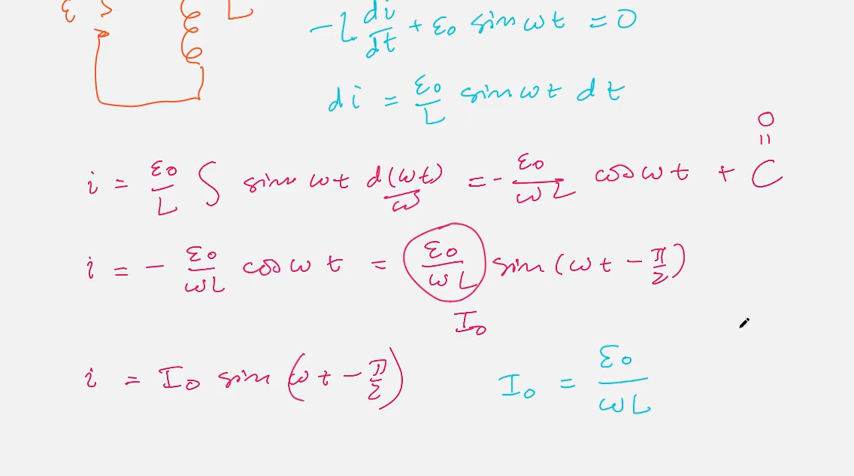 ε L
-L di/dt + ε₀ sin ωt = 0
di = ε₀/L sin ωt dt
i = ε₀/L ∫ sin ωt d(ωt)/ω = - ε₀/ωL cos ωt + C = 0
i = - ε₀/ωL cos ωt = ε₀/ωL sin(ωt - π/2)
I₀
i = I₀ sin(ωt - π/2) I₀ = ε₀/ωL